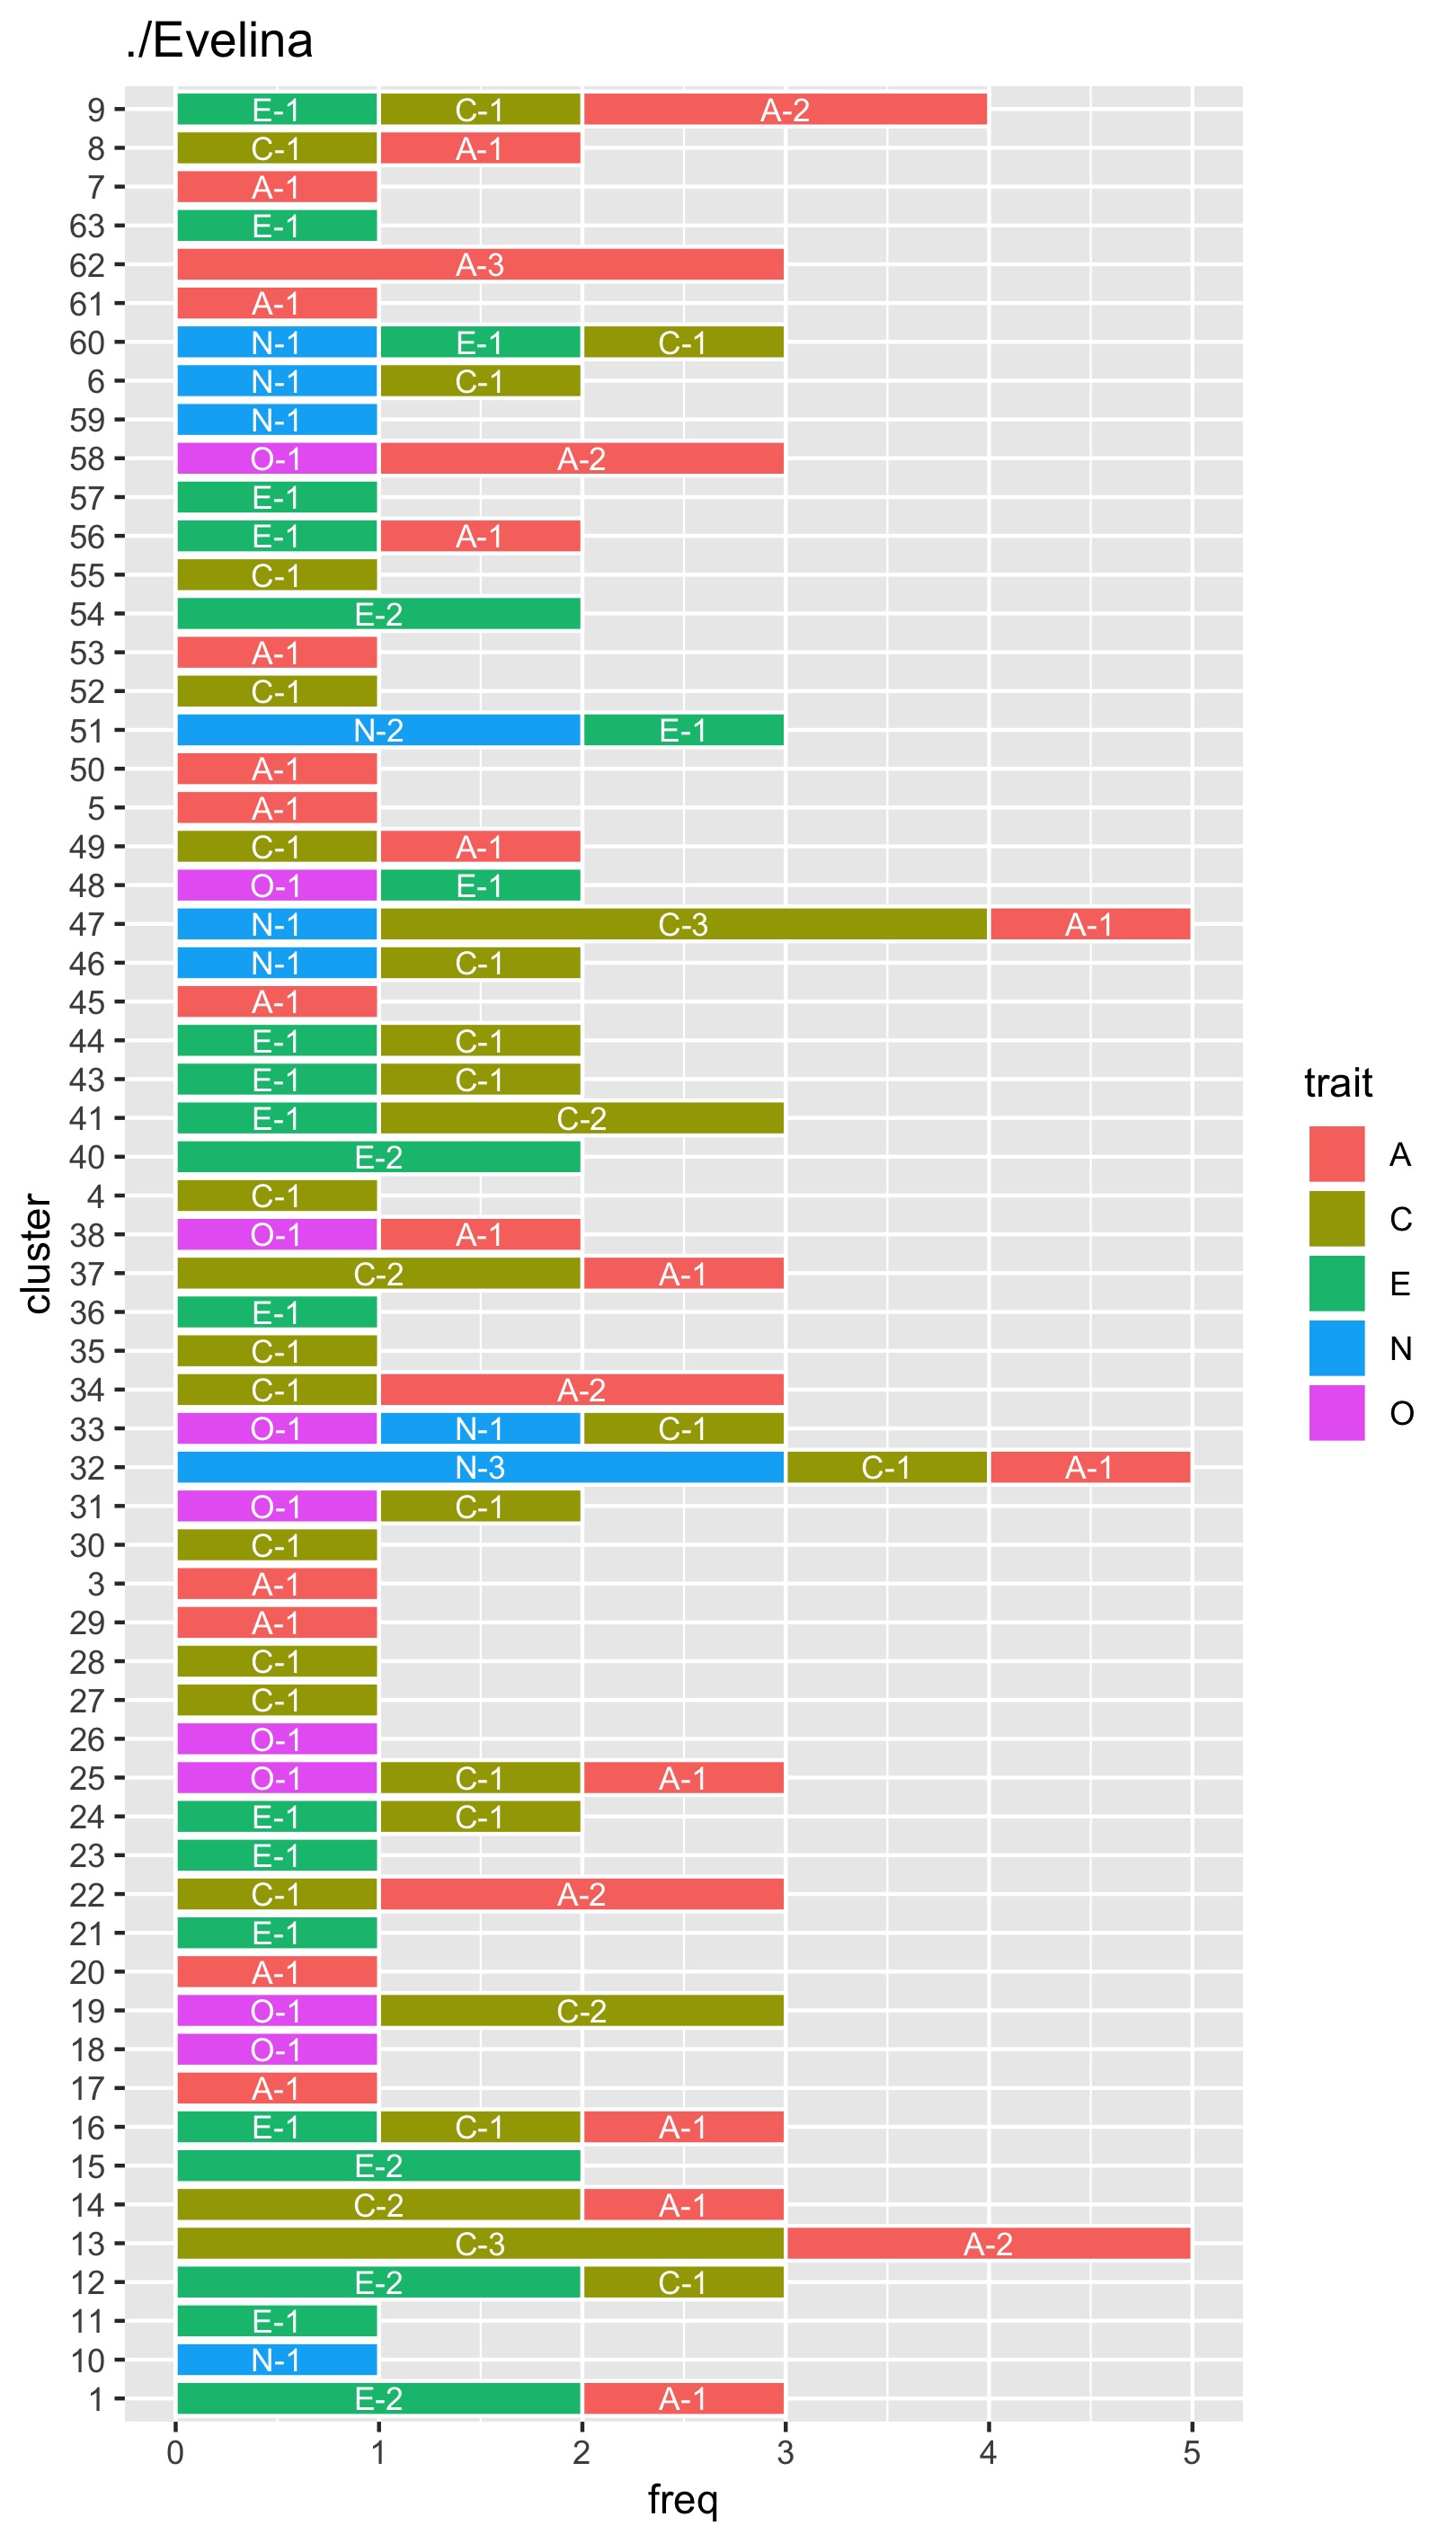 ./Evelina
9 E-1 C-1 A-2
8 C-1 A-1
7 A-1
63 E-1
62 A-3
61 A-1
60 N-1 E-1 C-1
6 N-1 C-1
59 N-1
58 O-1 A-2
57 E-1
56 E-1 A-1
55 C-1
54 E-2
53 A-1
52 C-1
51 N-2 E-1
50 A-1
5 A-1
49 C-1 A-1
48 O-1 E-1
47 N-1 C-3 A-1
46 N-1 C-1
45 A-1
44 E-1 C-1
43 E-1 C-1
41 E-1 C-2
40 E-2
4 C-1
38 O-1 A-1
37 C-2 A-1
36 E-1
35 C-1
34 C-1 A-2
33 O-1 N-1 C-1
32 N-3 C-1 A-1
31 O-1 C-1
30 C-1
3 A-1
29 A-1
28 C-1
27 C-1
26 O-1
25 O-1 C-1 A-1
24 E-1 C-1
23 E-1
22 C-1 A-2
21 E-1
20 A-1
19 O-1 C-2
18 O-1
17 A-1
16 E-1 C-1 A-1
15 E-2
14 C-2 A-1
13 C-3 A-2
12 E-2 C-1
11 E-1
10 N-1
1 E-2 A-1
0 1 2 3 4 5
freq
cluster
trait
A
C
E
N
O